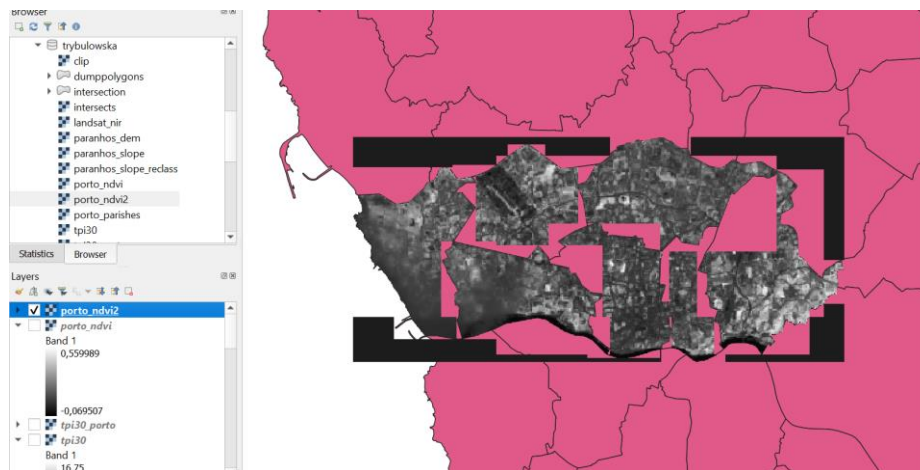 Browser
trybulowska
clip
dumppolygons
intersection
intersects
landsat_nir
paranhos_dem
paranhos_slope
paranhos_slope_reclass
porto_ndvi
porto_ndvi2
porto_parishes
tpi30
Statistics
Browser
Layers
porto_ndvi2
porto_ndvi
Band 1
0,559989
-0,069507
tpi30_porto
tpi30
Band 1
16,75